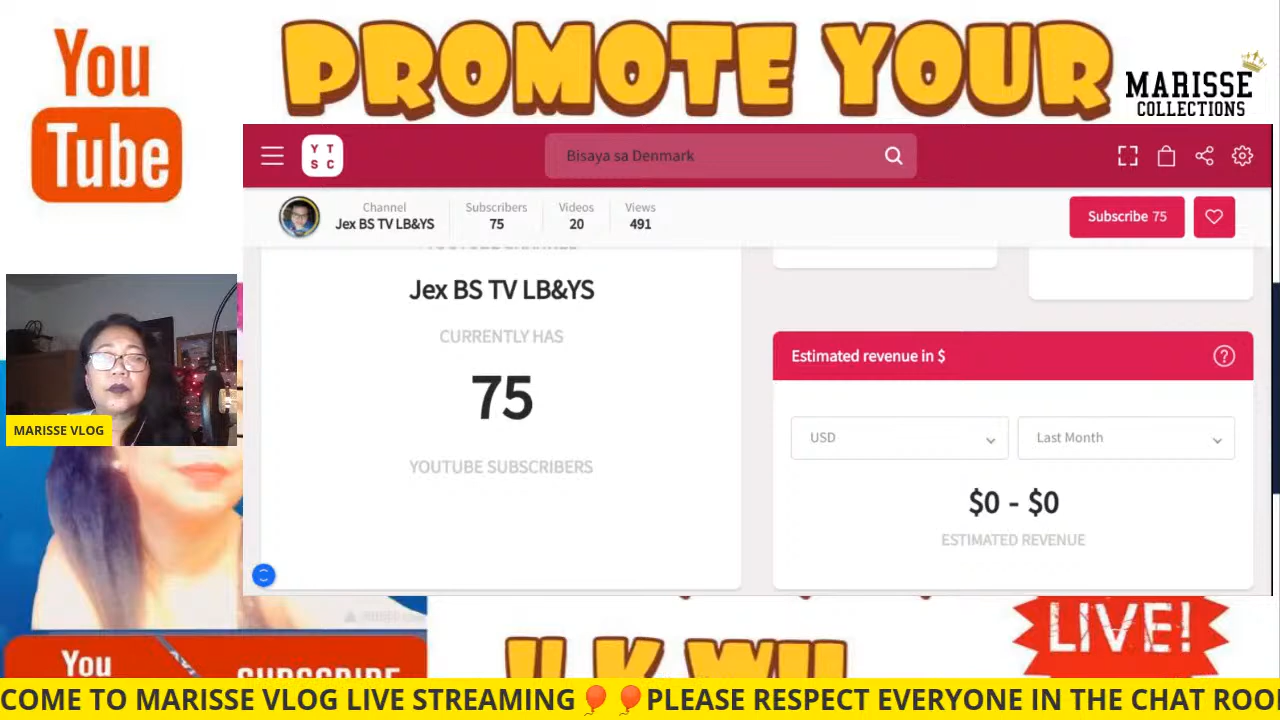 You
Tube
PROMOTE YOUR
MARISSE
COLLECTIONS
Y T
S C
Bisaya sa Denmark
Channel
Jex BS TV LB&YS
Subscribers
75
Videos
20
Views
491
Subscribe 75
YOUTUBE CHANNEL
Jex BS TV LB&YS
CURRENTLY HAS
75
YOUTUBE SUBSCRIBERS
Estimated revenue in $
USD
Last Month
$0 - $0
ESTIMATED REVENUE
MARISSE VLOG
LIVE!
You
SUBSCRIBE
COME TO MARISSE VLOG LIVE STREAMING🎈🎈PLEASE RESPECT EVERYONE IN THE CHAT ROO